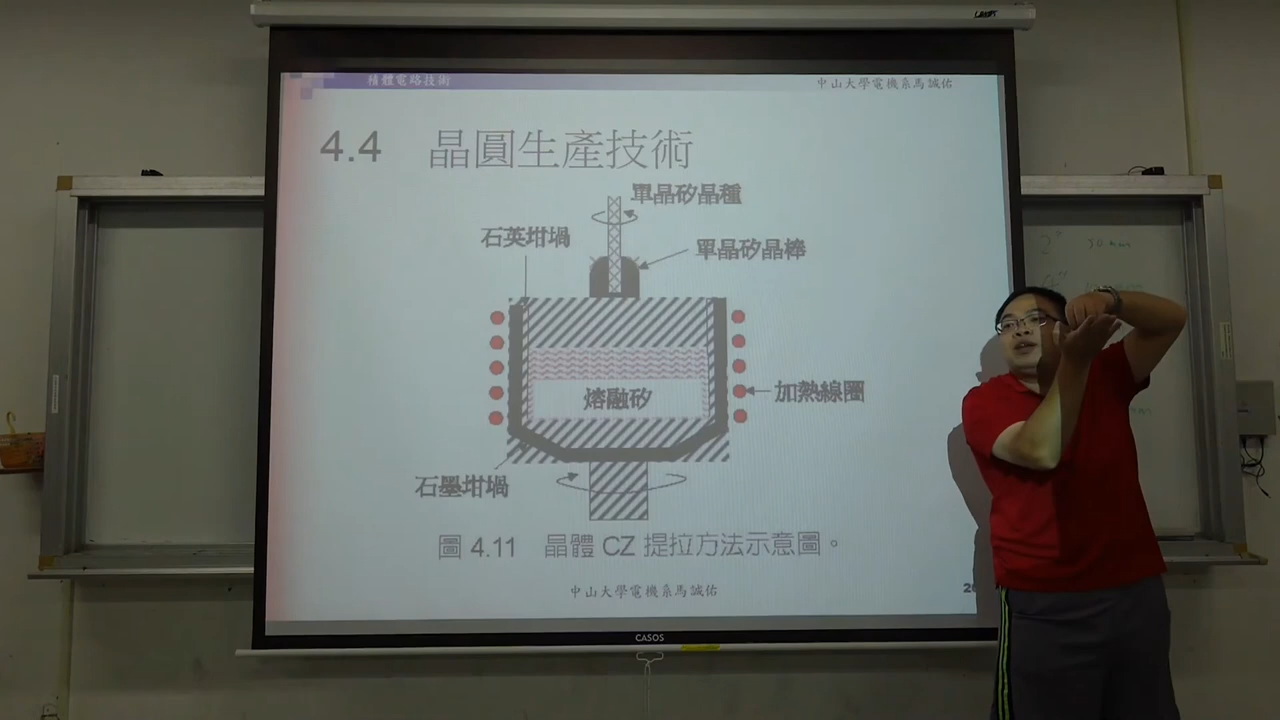 積體電路技術
中山大學電機系馬誠佑
4.4 晶圓生產技術
單晶矽晶種
石英坩堝
單晶矽晶棒
熔融矽
加熱線圈
石墨坩堝
圖 4.11 晶體 CZ 提拉方法示意圖。
中山大學電機系馬誠佑
CASOS